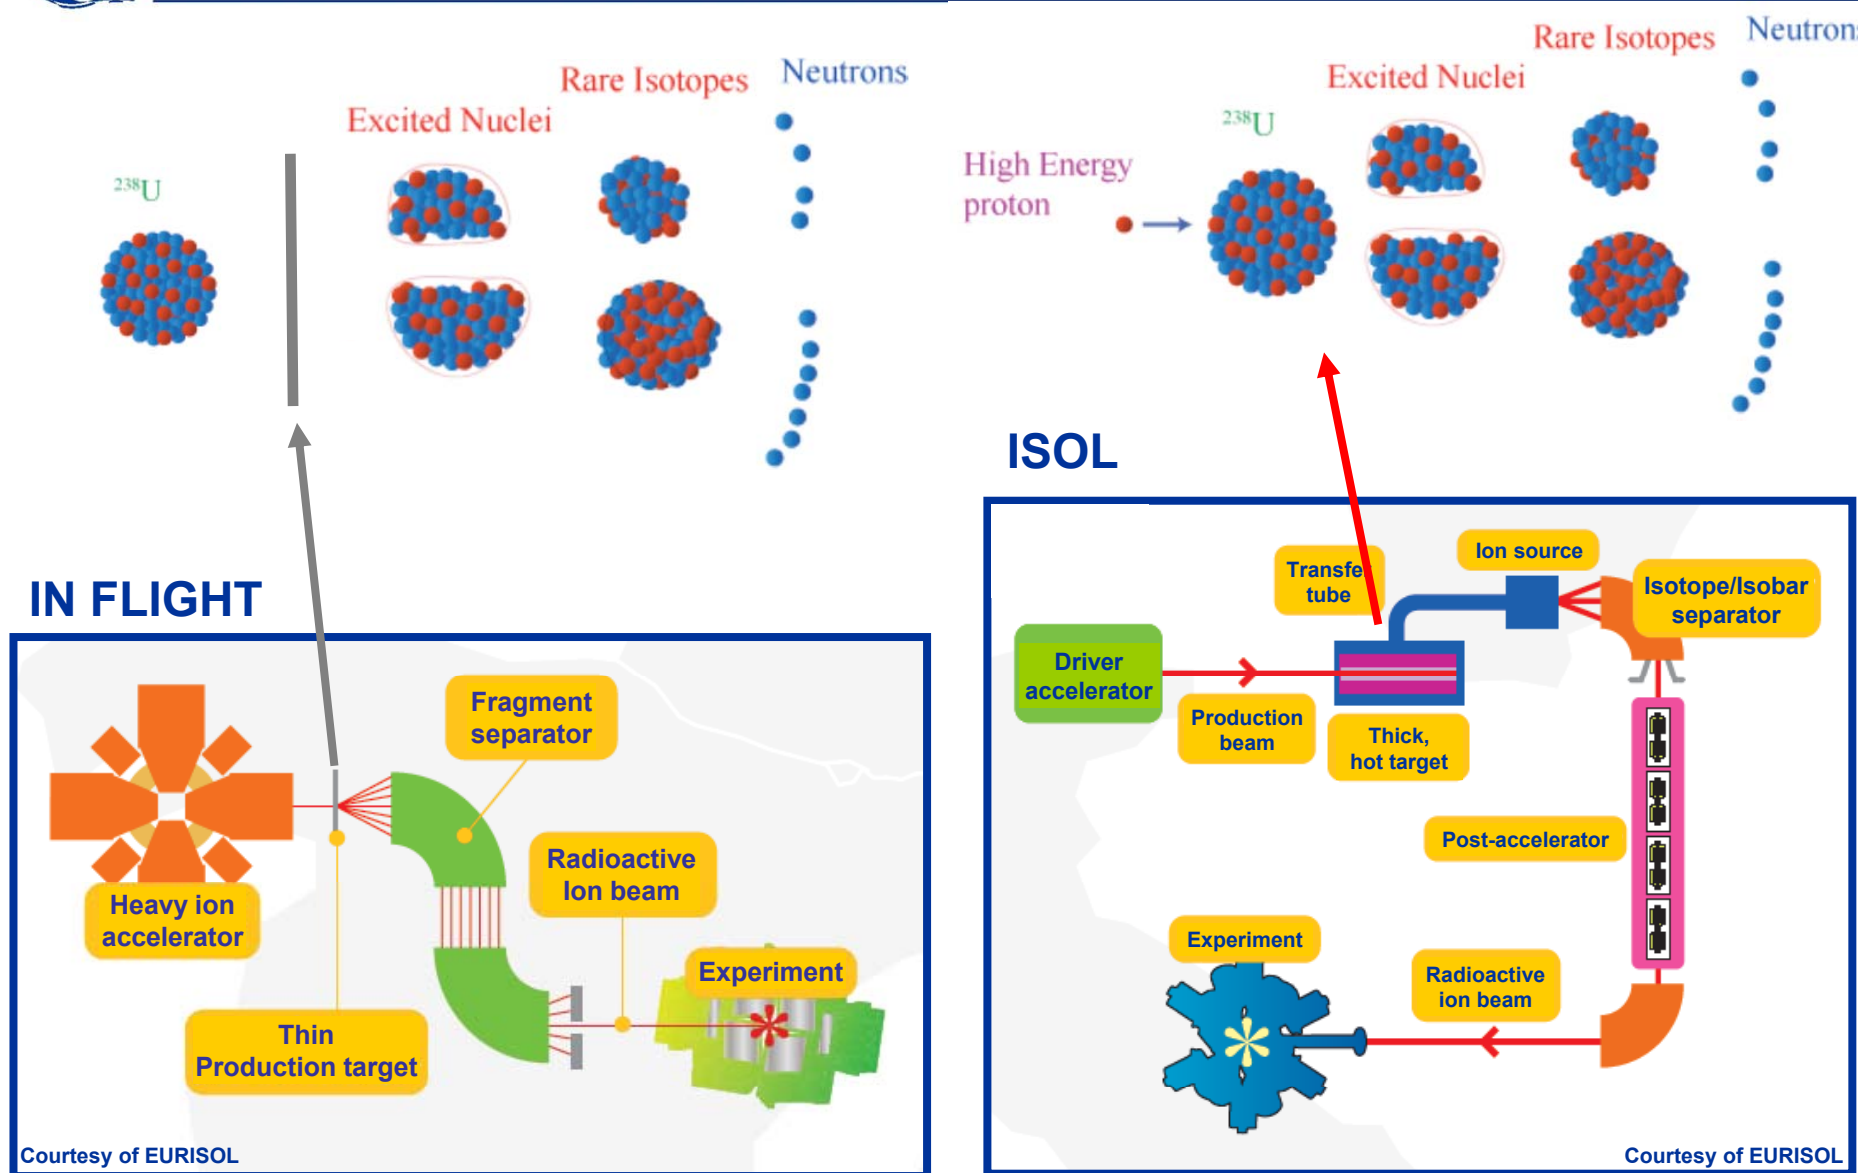 Neutrons
Rare Isotopes
Excited Nuclei
²³⁸U
IN FLIGHT
Fragment
separator
Radioactive
Ion beam
Heavy ion
accelerator
Experiment
Thin
Production target
Courtesy of EURISOL
Neutrons
Rare Isotopes
Excited Nuclei
²³⁸U
High Energy
proton
ISOL
Ion source
Transfer
tube
Isotope/Isobar
separator
Driver
accelerator
Production
beam
Thick,
hot target
Post-accelerator
Experiment
Radioactive
ion beam
Courtesy of EURISOL